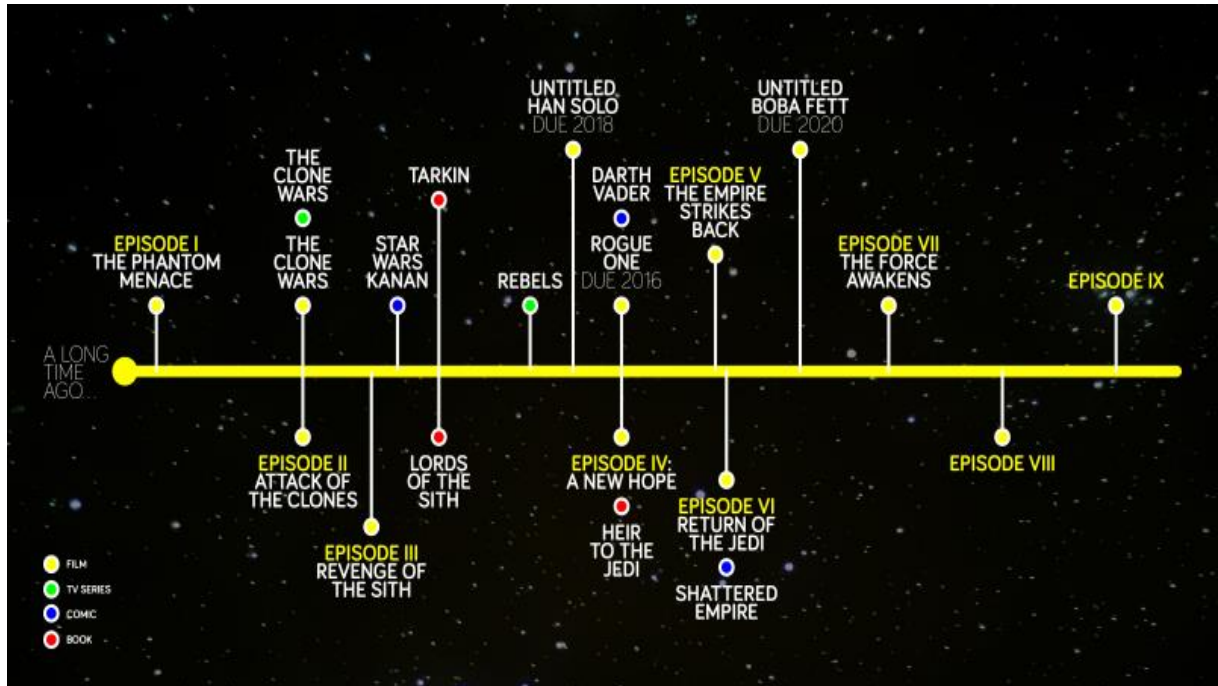 UNTITLED
HAN SOLO
DUE 2018
UNTITLED
BOBA FETT
DUE 2020
THE
CLONE
WARS
TARKIN
DARTH
VADER
EPISODE V
THE EMPIRE
STRIKES
BACK
EPISODE I
THE PHANTOM
MENACE
THE
CLONE
WARS
STAR
WARS
KANAN
REBELS
ROGUE
ONE
DUE 2016
EPISODE VII
THE FORCE
AWAKENS
EPISODE IX
A LONG
TIME
AGO...
EPISODE II
ATTACK OF
THE CLONES
LORDS
OF THE
SITH
EPISODE IV:
A NEW HOPE
EPISODE VIII
EPISODE III
REVENGE OF
THE SITH
HEIR
TO THE
JEDI
EPISODE VI
RETURN OF
THE JEDI
SHATTERED
EMPIRE
FILM
TV SERIES
COMIC
BOOK